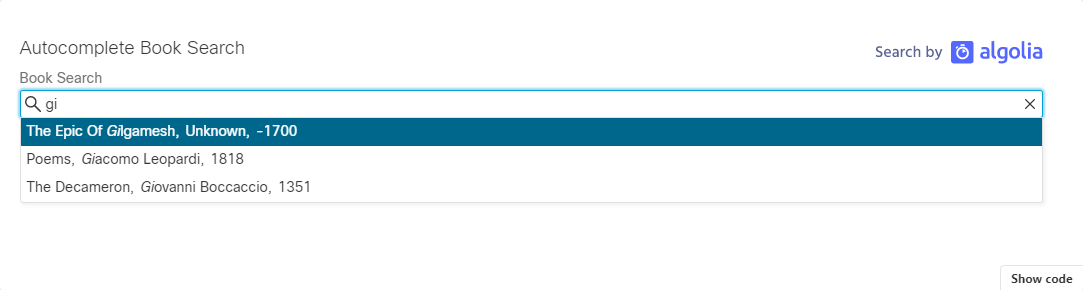 Autocomplete Book Search
Search by algolia
Book Search
gi
The Epic Of Gilgamesh, Unknown, -1700
Poems, Giacomo Leopardi, 1818
The Decameron, Giovanni Boccaccio, 1351
Show code